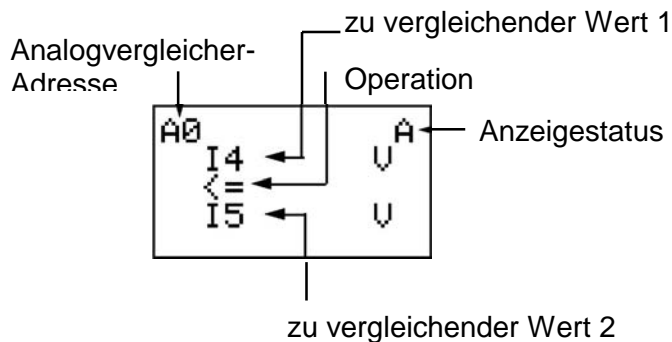 zu vergleichender Wert 1
Analogvergleicher-
Adresse
Operation
A0 A
Anzeigestatus
I4 V
<=
I5 V
zu vergleichender Wert 2